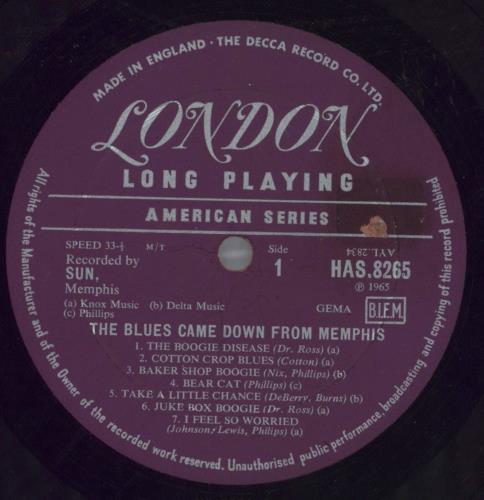 MADE IN ENGLAND · THE DECCA RECORD CO. LTD.
LONDON
LONG PLAYING
AMERICAN SERIES
SPEED 33-⅓ M/T
Recorded by
SUN,
Memphis
(a) Knox Music (b) Delta Music
(c) Phillips
Side
1
AYL.2834
HAS.8265
℗ 1965
GEMA
B.I.E.M.
THE BLUES CAME DOWN FROM MEMPHIS
1. THE BOOGIE DISEASE (Dr. Ross) (a)
2. COTTON CROP BLUES (Cotton) (a)
3. BAKER SHOP BOOGIE (Nix, Phillips) (b)
4. BEAR CAT (Phillips) (c)
5. TAKE A LITTLE CHANCE (DeBerry, Burns) (b)
6. JUKE BOX BOOGIE (Dr. Ross) (a)
7. I FEEL SO WORRIED
(Johnson; Lewis, Philips) (a)
All rights of the Manufacturer and of the Owner of the recorded work reserved. Unauthorised public performance, broadcasting and copying of this record prohibited